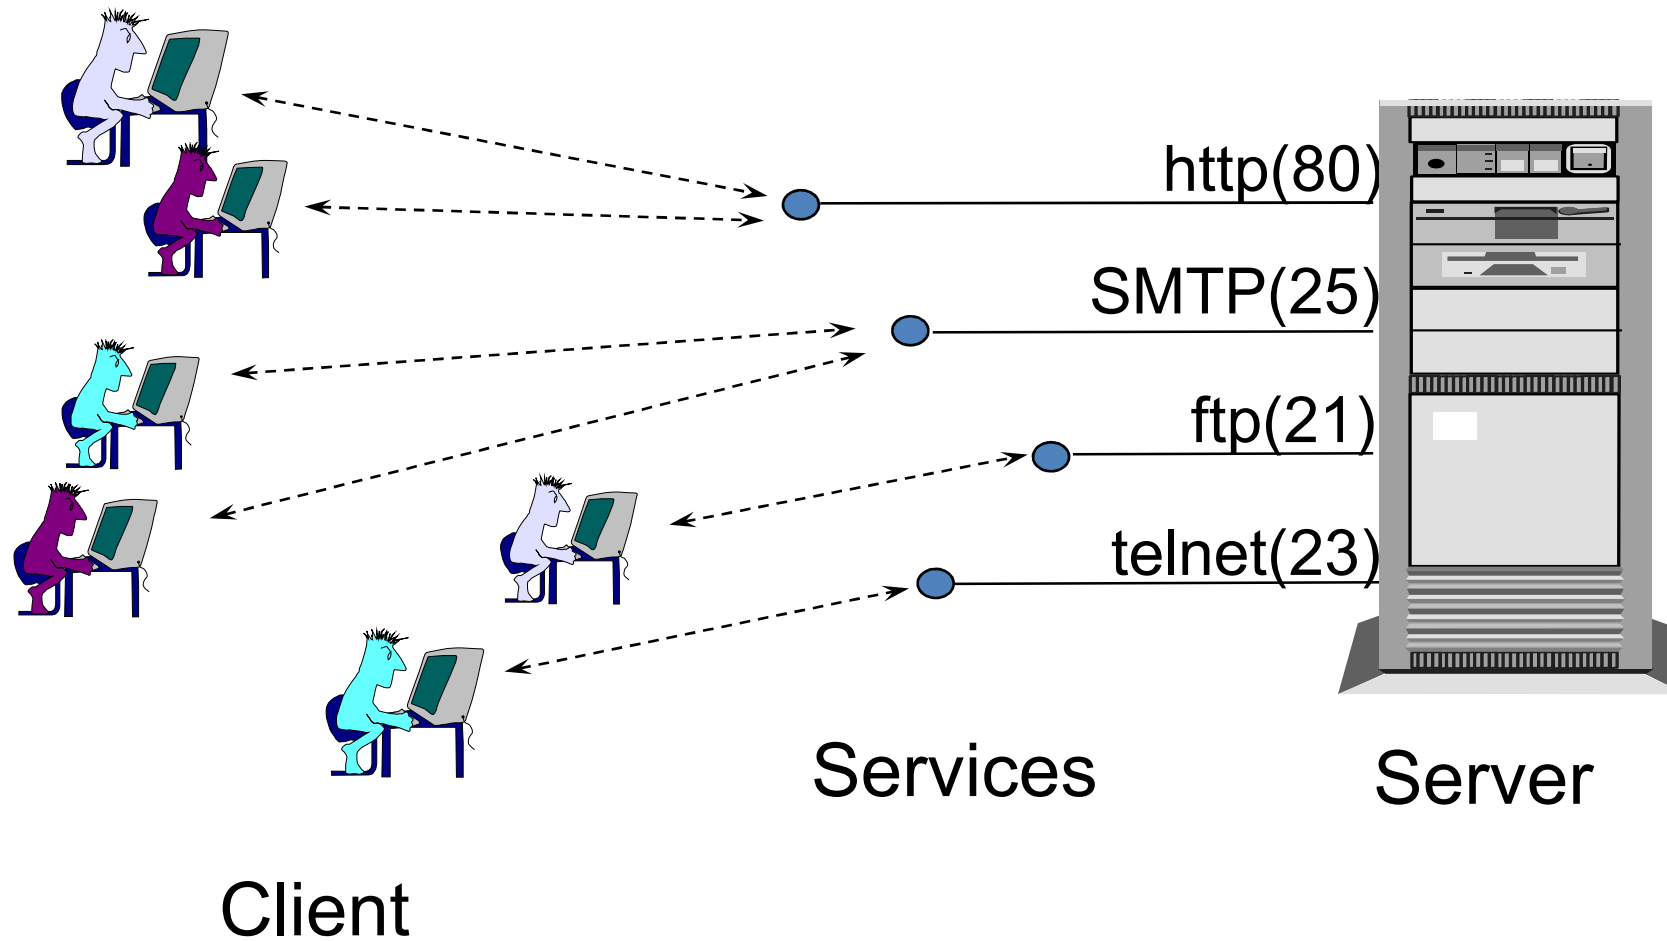 http(80)
SMTP(25)
ftp(21)
telnet(23)
Services
Server
Client